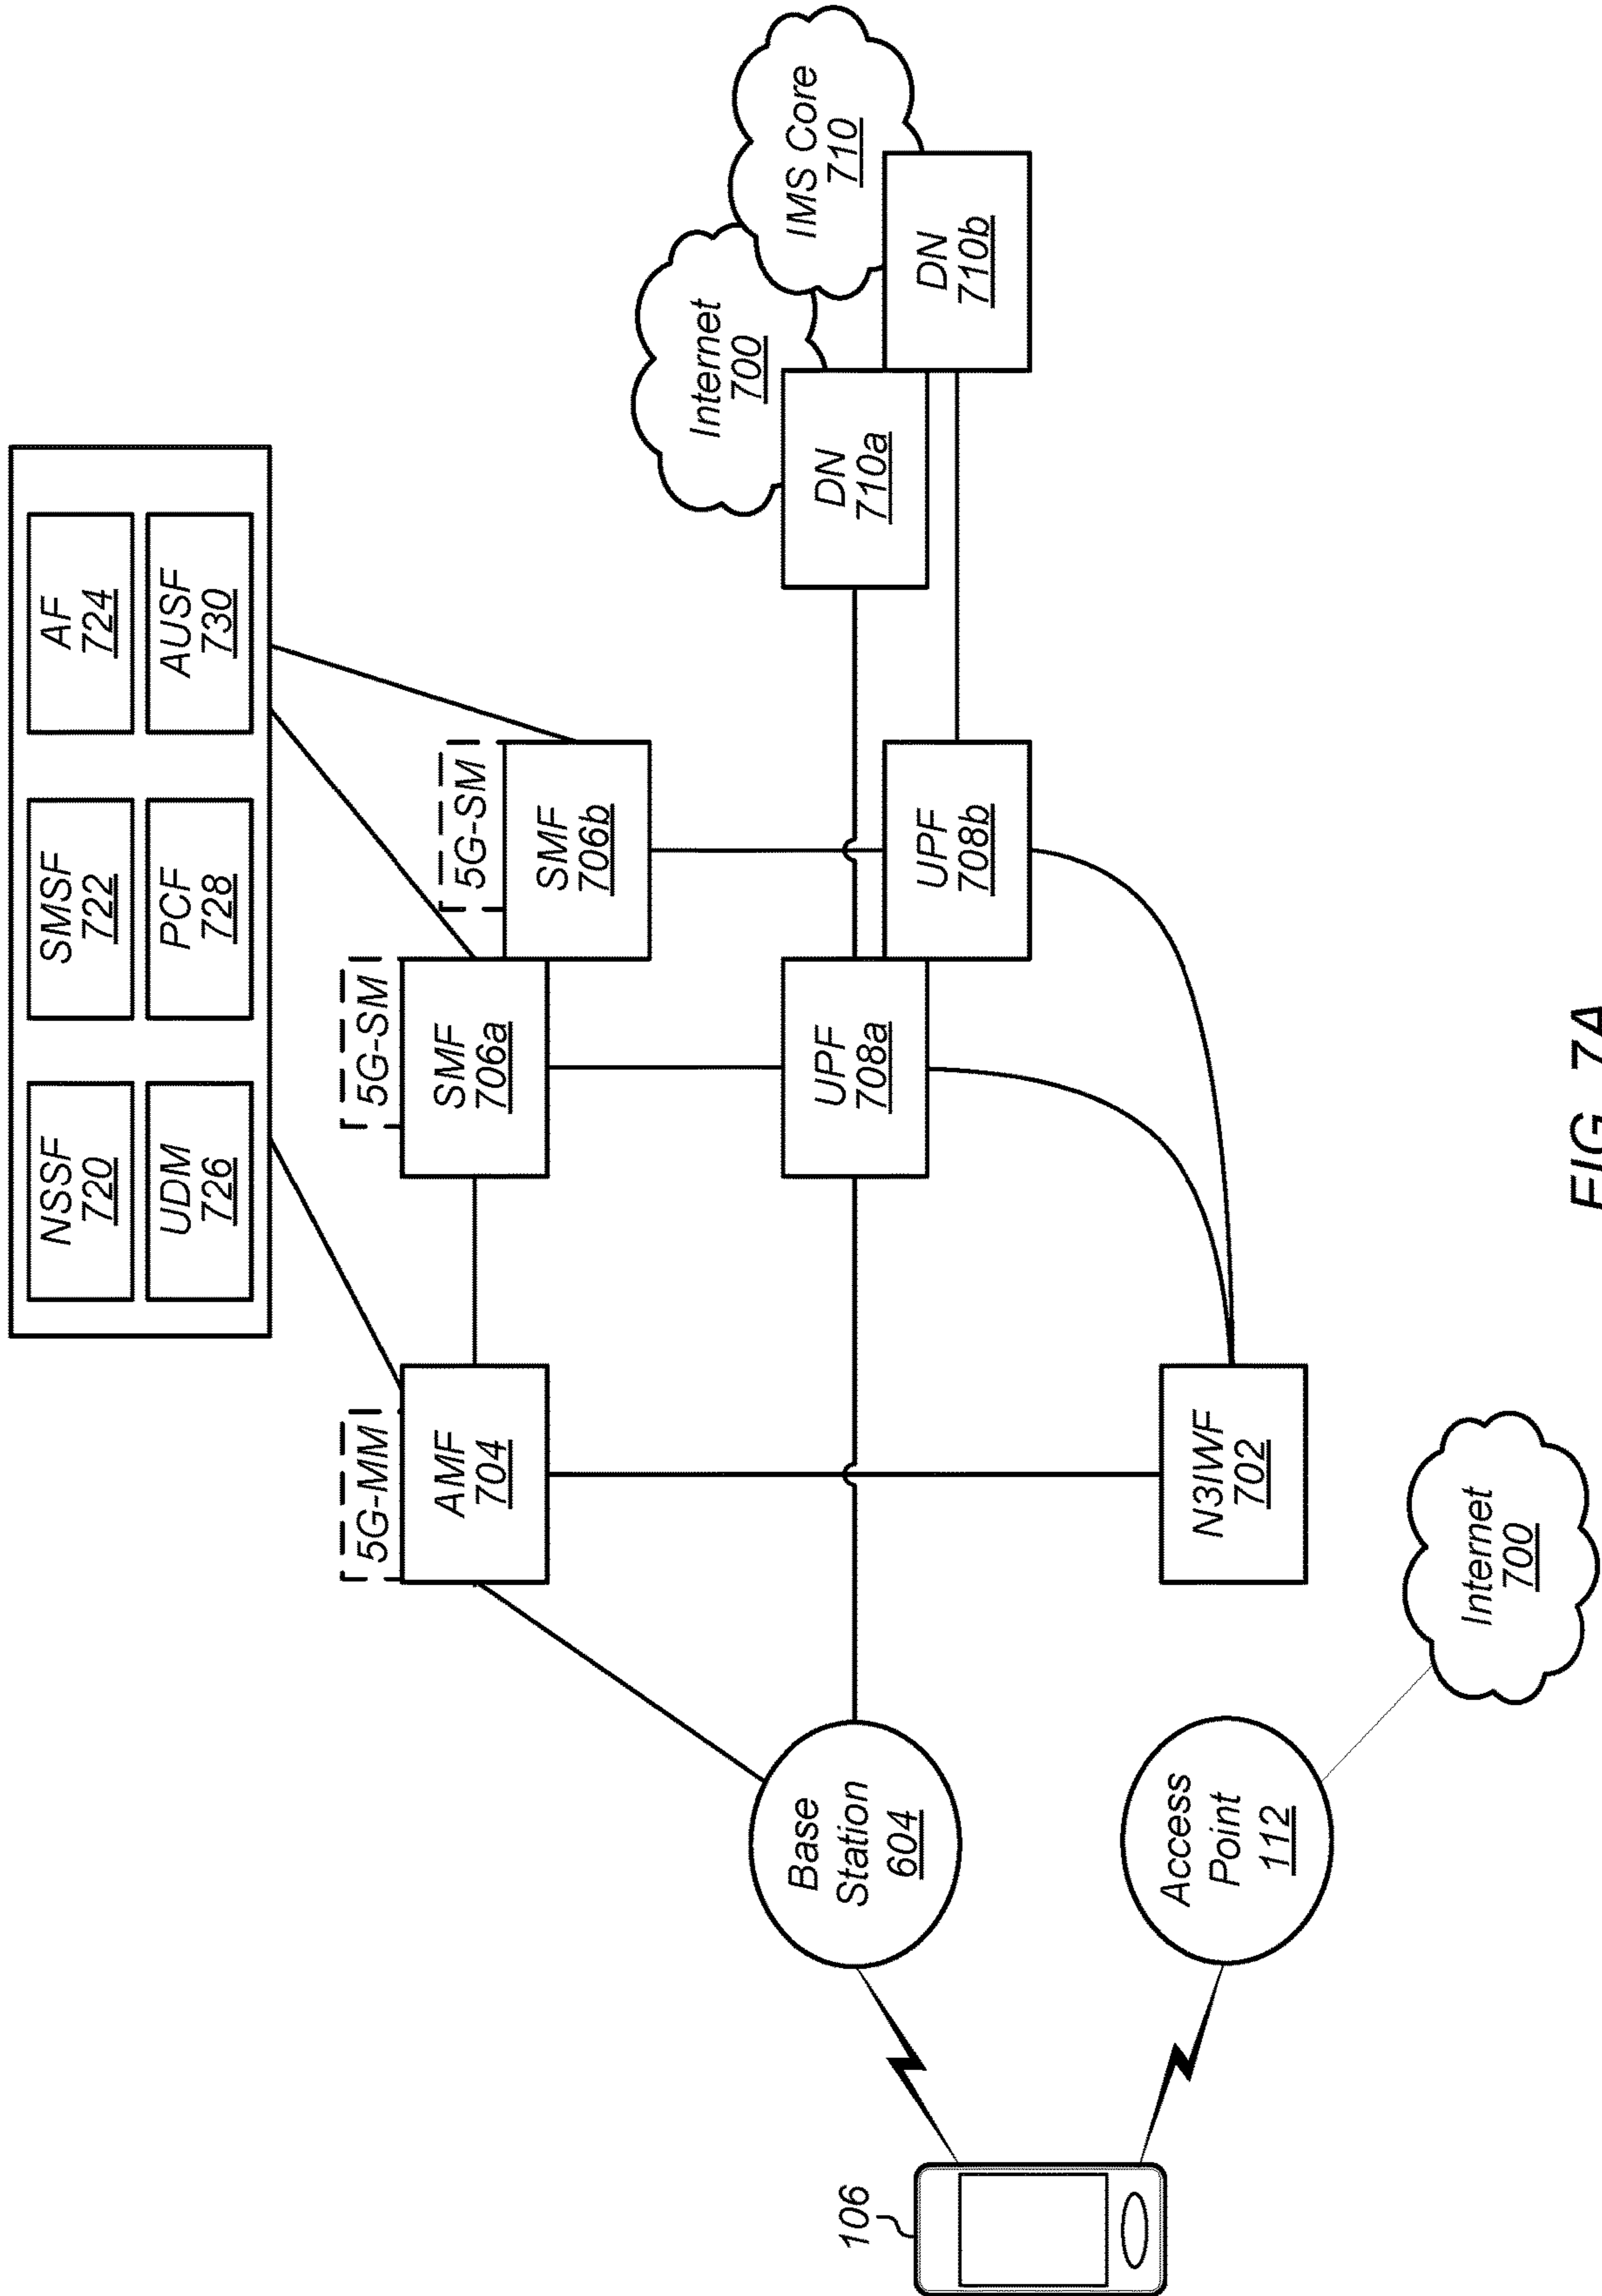 NSSF
720
SMSF
722
AF
724
UDM
726
PCF
728
AUSF
730
5G-MM
AMF
704
5G-SM
SMF
706a
5G-SM
SMF
706b
Internet
700
IMS Core
710
106
Base
Station
604
UPF
708a
UPF
708b
DN
710a
DN
710b
Access
Point
112
N3IWF
702
Internet
700
FIG. 7A